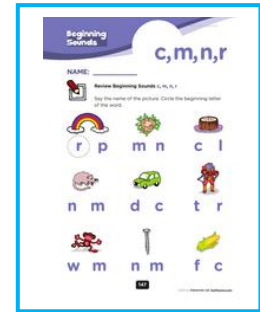 Beginning
Sounds
c,m,n,r
NAME:
Review Beginning Sounds c, m, n, r
Say the name of the picture. Circle the beginning letter
of the word.
r p m n c l
n m d c t r
w m n m f c
147